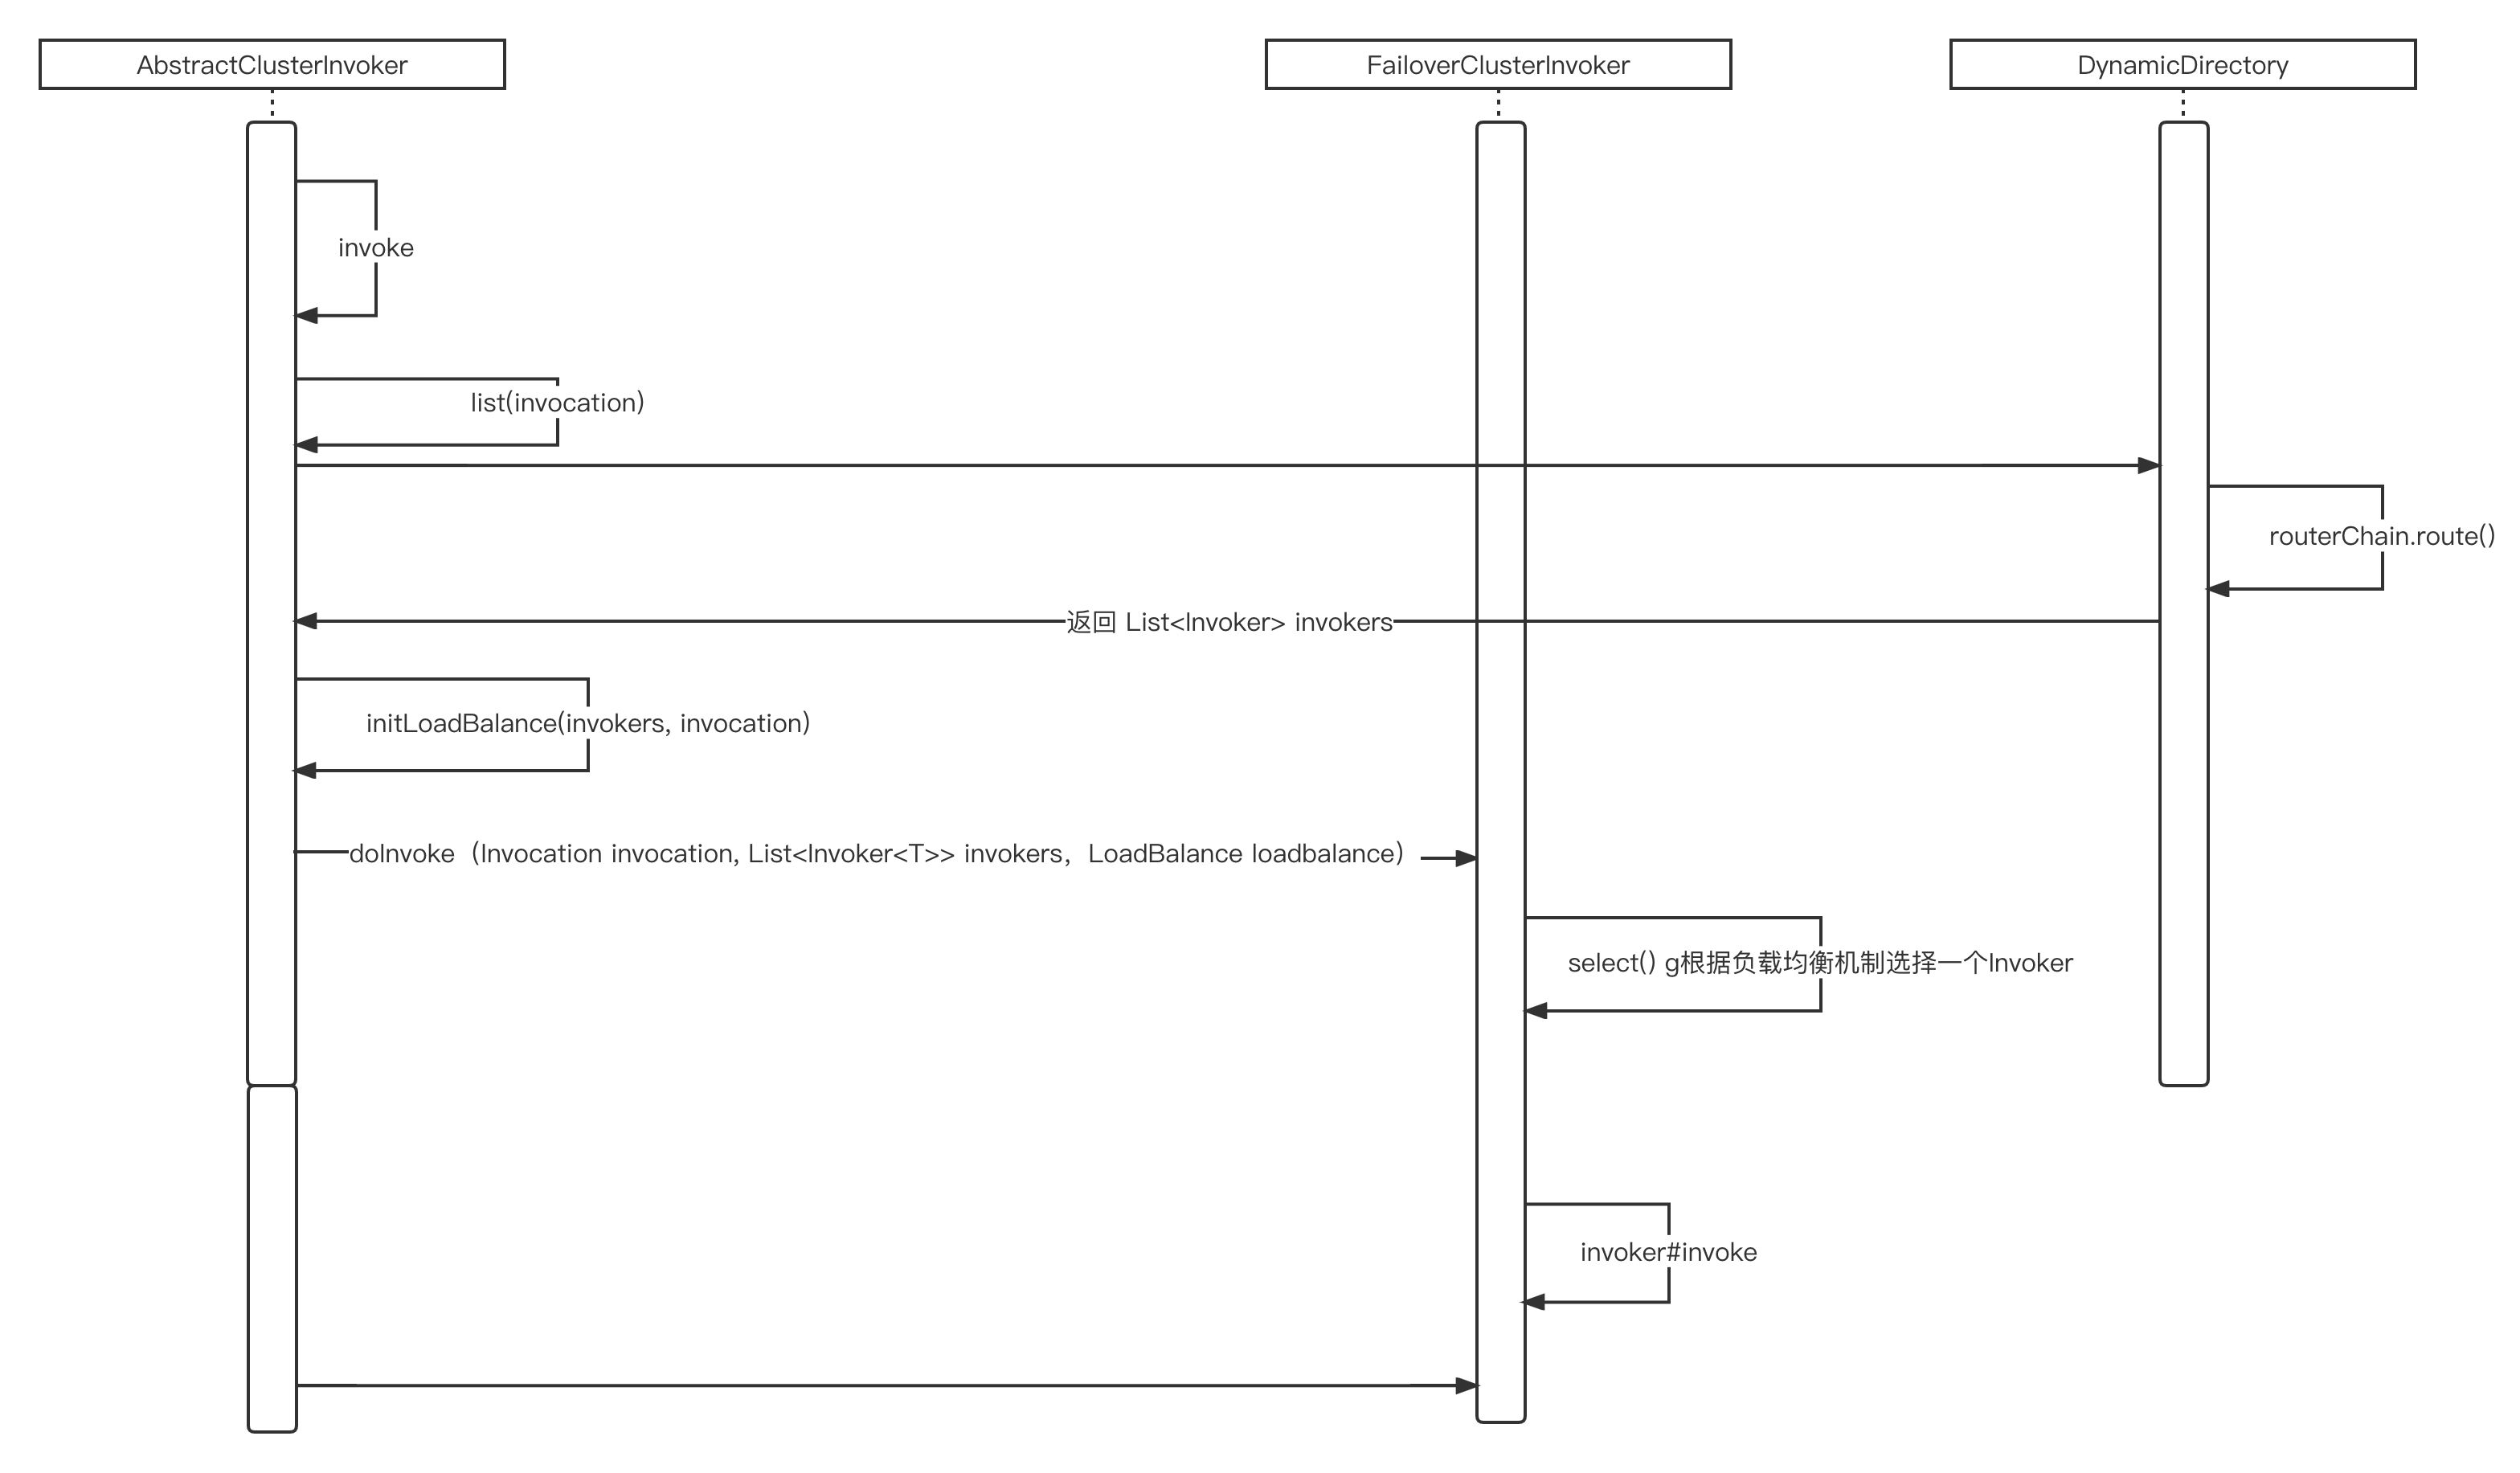 AbstractClusterInvoker
FailoverClusterInvoker
DynamicDirectory
invoke
list(invocation)
routerChain.route()
返回 List<Invoker> invokers
initLoadBalance(invokers, invocation)
doInvoke（Invocation invocation, List<Invoker<T>> invokers，LoadBalance loadbalance）
select() g根据负载均衡机制选择一个Invoker
invoker#invoke